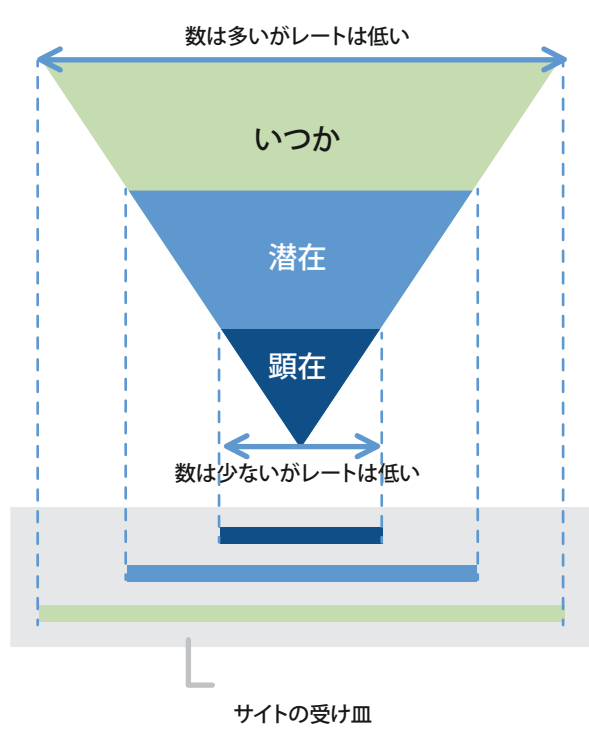 数は多いがレートは低い
いつか
潜在
顕在
数は少ないがレートは低い
サイトの受け皿